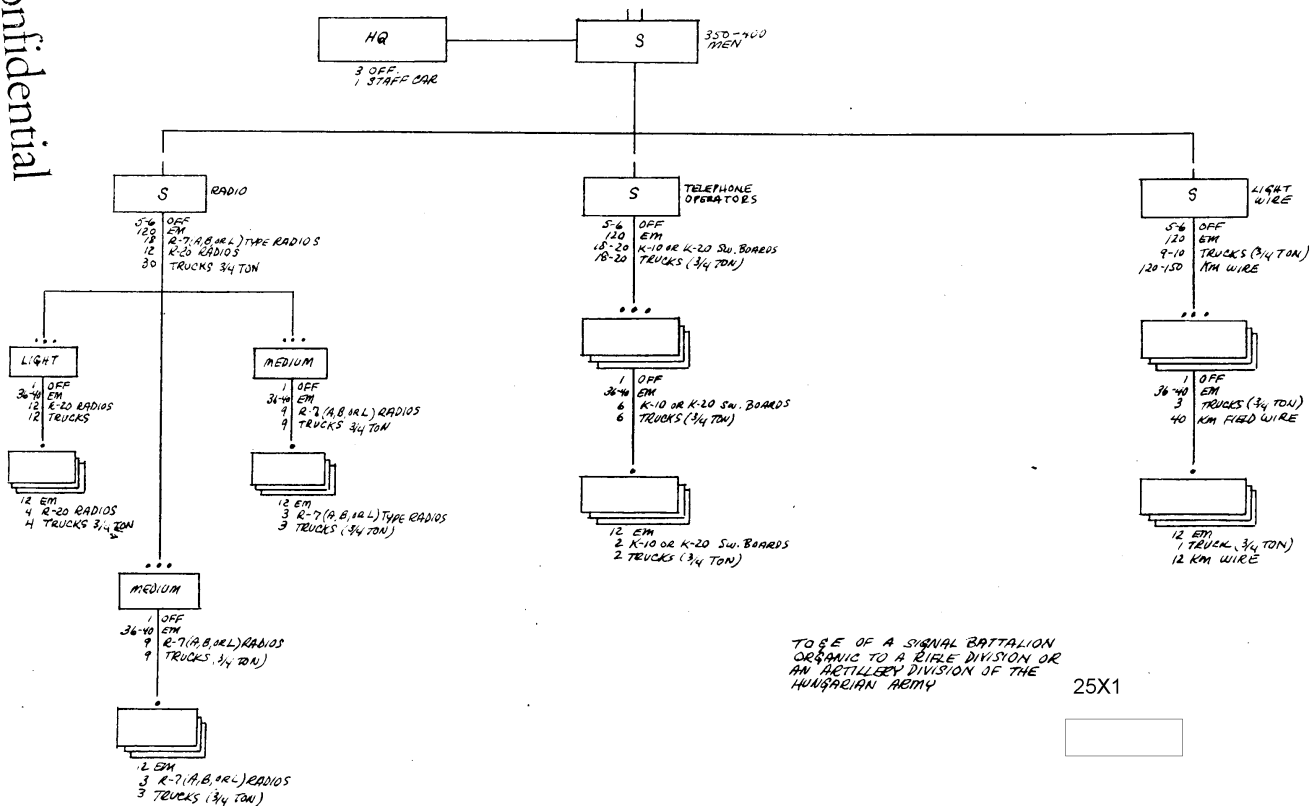 Confidential
HQ
3 OFF.
1 STAFF CAR
S
350-400
MEN
S
RADIO
5-6 OFF
120 EM
18 R-7(A,B,ORL) TYPE RADIOS
12 R-20 RADIOS
30 TRUCKS 3/4 TON
LIGHT
1 OFF
36-40 EM
12 R-20 RADIOS
12 TRUCKS
12 EM
4 R-20 RADIOS
4 TRUCKS 3/4 TON
MEDIUM
1 OFF
36-40 EM
9 R-7(A,B,ORL) RADIOS
9 TRUCKS 3/4 TON
12 EM
3 R-7(A,B,ORL) TYPE RADIOS
3 TRUCKS (3/4 TON)
MEDIUM
1 OFF
36-40 EM
9 R-7(A,B,ORL) RADIOS
9 TRUCKS 3/4 TON)
12 EM
3 R-7(A,B,ORL) RADIOS
3 TRUCKS (3/4 TON)
S
TELEPHONE
OPERATORS
5-6 OFF
120 EM
18-20 K-10 OR K-20 SW. BOARDS
18-20 TRUCKS (3/4 TON)
1 OFF
36-40 EM
6 K-10 OR K-20 SW. BOARDS
6 TRUCKS (3/4 TON)
12 EM
2 K-10 OR K-20 SW. BOARDS
2 TRUCKS (3/4 TON)
S
LIGHT
WIRE
5-6 OFF
120 EM
9-10 TRUCKS (3/4 TON)
120-150 KM WIRE
1 OFF
36-40 EM
3 TRUCKS (3/4 TON)
40 KM FIELD WIRE
12 EM
1 TRUCK (3/4 TON)
12 KM WIRE
TO & E OF A SIGNAL BATTALION
ORGANIC TO A RIFLE DIVISION OR
AN ARTILLERY DIVISION OF THE
HUNGARIAN ARMY
25X1